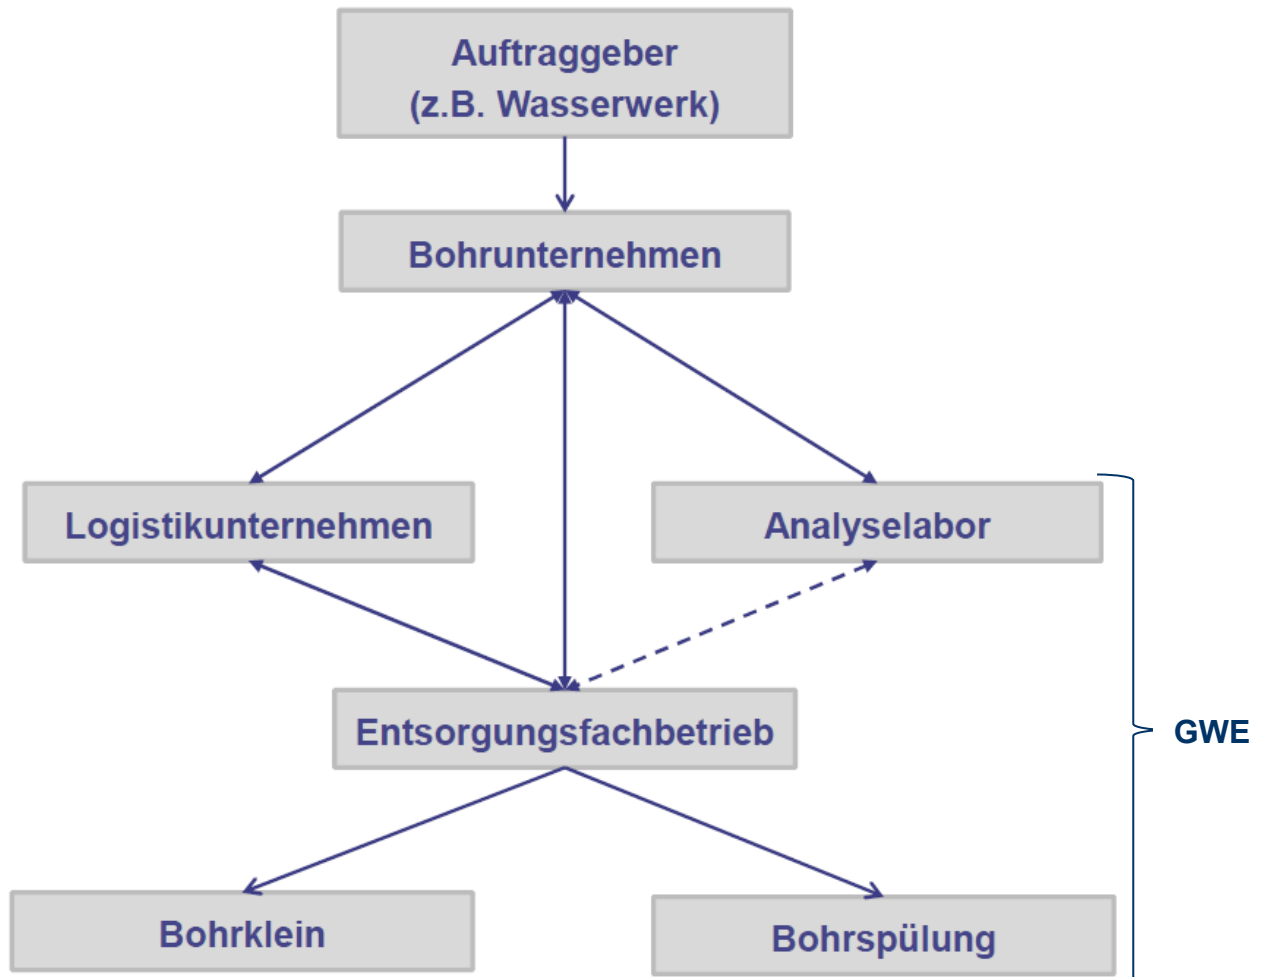 Auftraggeber
(z.B. Wasserwerk)
Bohrunternehmen
Logistikunternehmen
Analyselabor
Entsorgungsfachbetrieb
GWE
Bohrklein
Bohrspülung